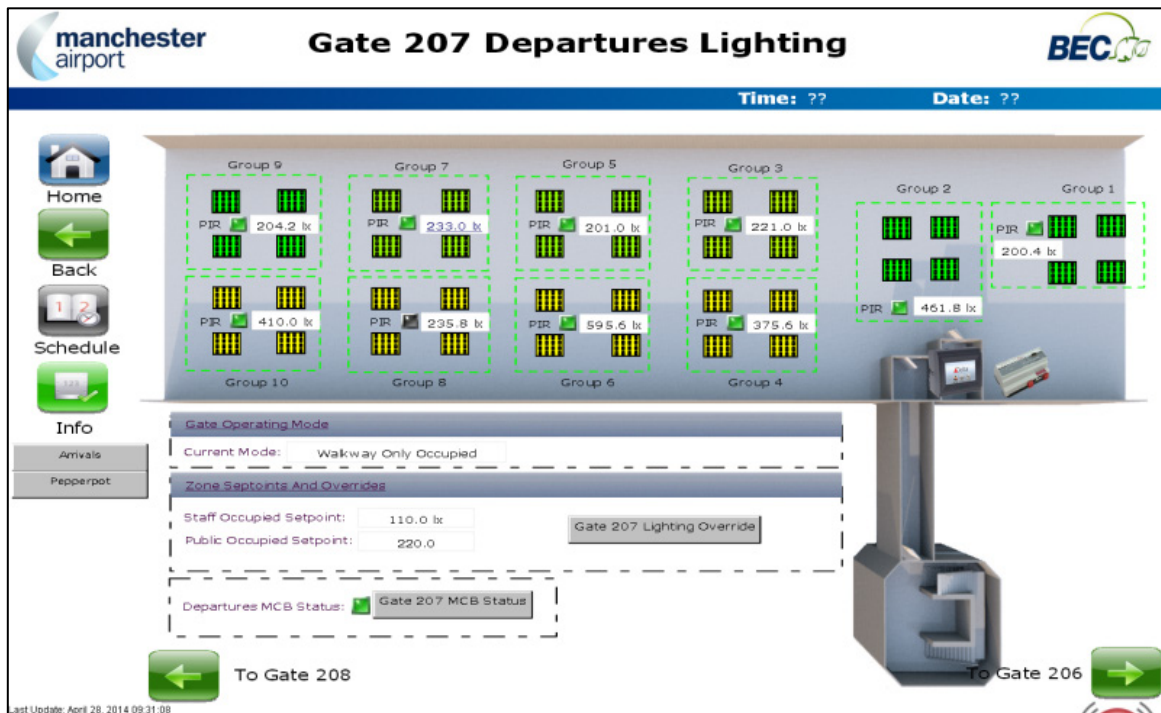 manchester
airport
Gate 207 Departures Lighting
BEC
Time: ?? Date: ??
Home
Back
1 2
Schedule
123
Info
Arrivals
Pepperpot
Group 9 Group 7 Group 5 Group 3 Group 2 Group 1
PIR 204.2 lx PIR 233.0 lx PIR 201.0 lx PIR 221.0 lx PIR 461.8 lx PIR 200.4 lx
PIR 410.0 lx PIR 235.8 lx PIR 595.6 lx PIR 375.6 lx
Group 10 Group 8 Group 6 Group 4
Gate Operating Mode
Current Mode: Wakway Only Occupied
Zone Septoints And Overrides
Staff Occupied Setpoint: 110.0 lx
Public Occupied Setpoint: 220.0
Gate 207 Lighting Override
Departures MCB Status: Gate 207 MCB Status
To Gate 208
To Gate 206
Last Update: April 28, 2014 09:31:08